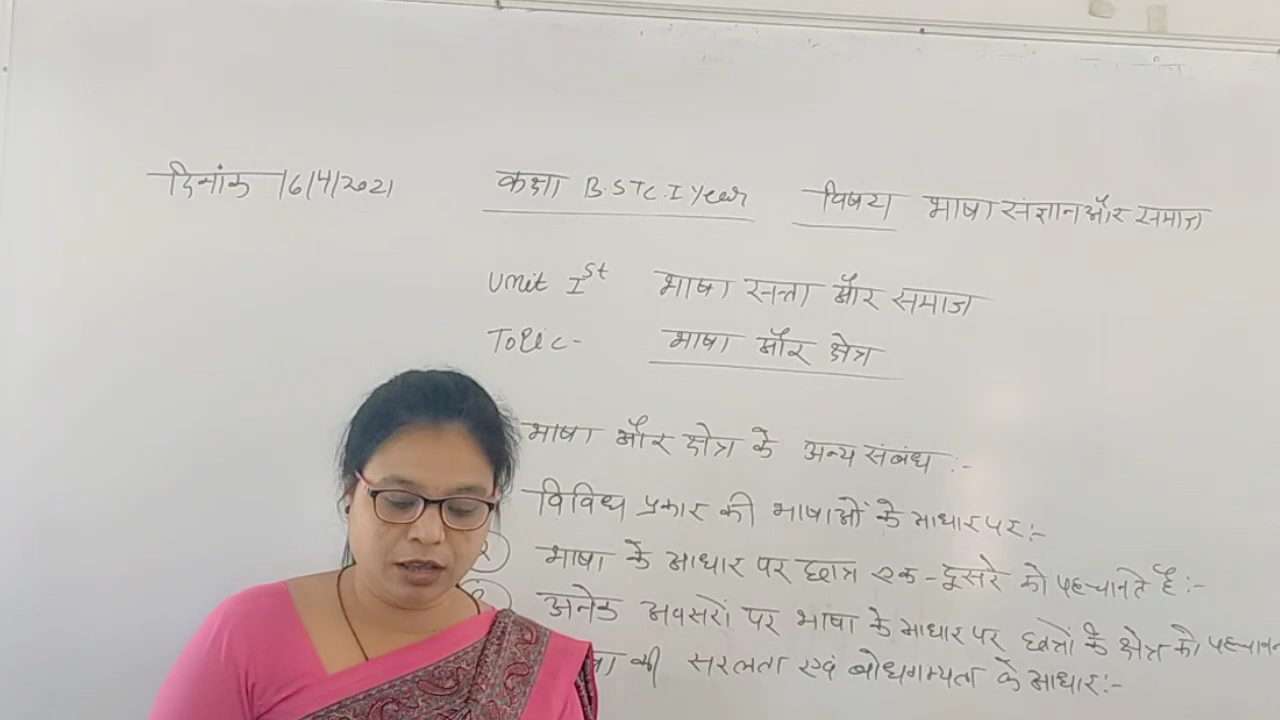 दिनांक 16/4/2021 कक्षा B.STC.I Year विषय भाषा संज्ञान और समाज
Unit Ist भाषा सत्ता और समाज
Topic- भाषा और क्षेत्र
भाषा और क्षेत्र के अन्य संबंध :-
विविध प्रकार की भाषाओं के आधार पर:-
भाषा के आधार पर छात्र एक-दूसरे को पहचानते है:-
अनेक अवसरों पर भाषा के आधार पर छात्रों के क्षेत्र को
की सरलता एवं बोधगम्यता के आधार:-